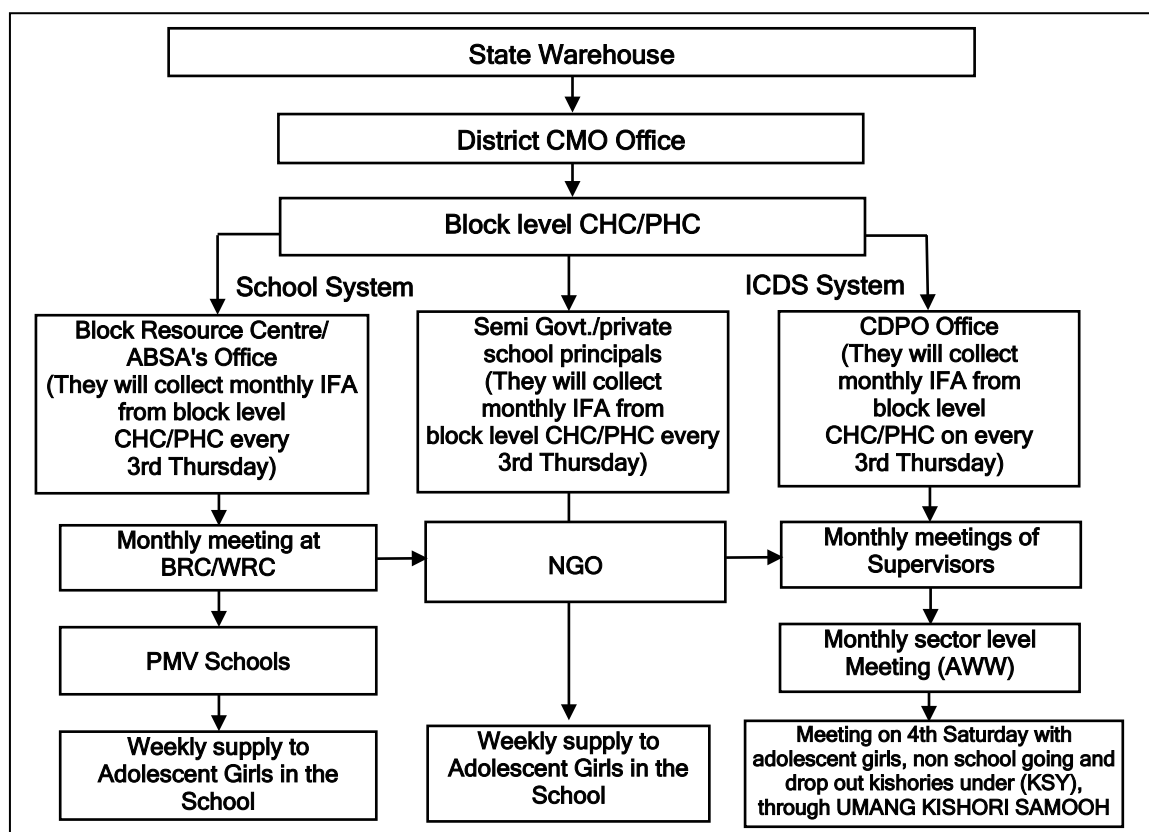 State Warehouse
District CMO Office
Block level CHC/PHC
School System
ICDS System
Block Resource Centre/
ABSA's Office
(They will collect monthly IFA
from block level
CHC/PHC every
3rd Thursday)
Semi Govt./private
school principals
(They will collect
monthly IFA from
block level CHC/PHC every
3rd Thursday)
CDPO Office
(They will collect
monthly IFA from
block level
CHC/PHC on every
3rd Thursday)
Monthly meeting at
BRC/WRC
NGO
Monthly meetings of
Supervisors
PMV Schools
Monthly sector level
Meeting (AWW)
Weekly supply to
Adolescent Girls in the
School
Weekly supply to
Adolescent Girls in the
School
Meeting on 4th Saturday with
adolescent girls, non school going and
drop out kishories under (KSY),
through UMANG KISHORI SAMOOH